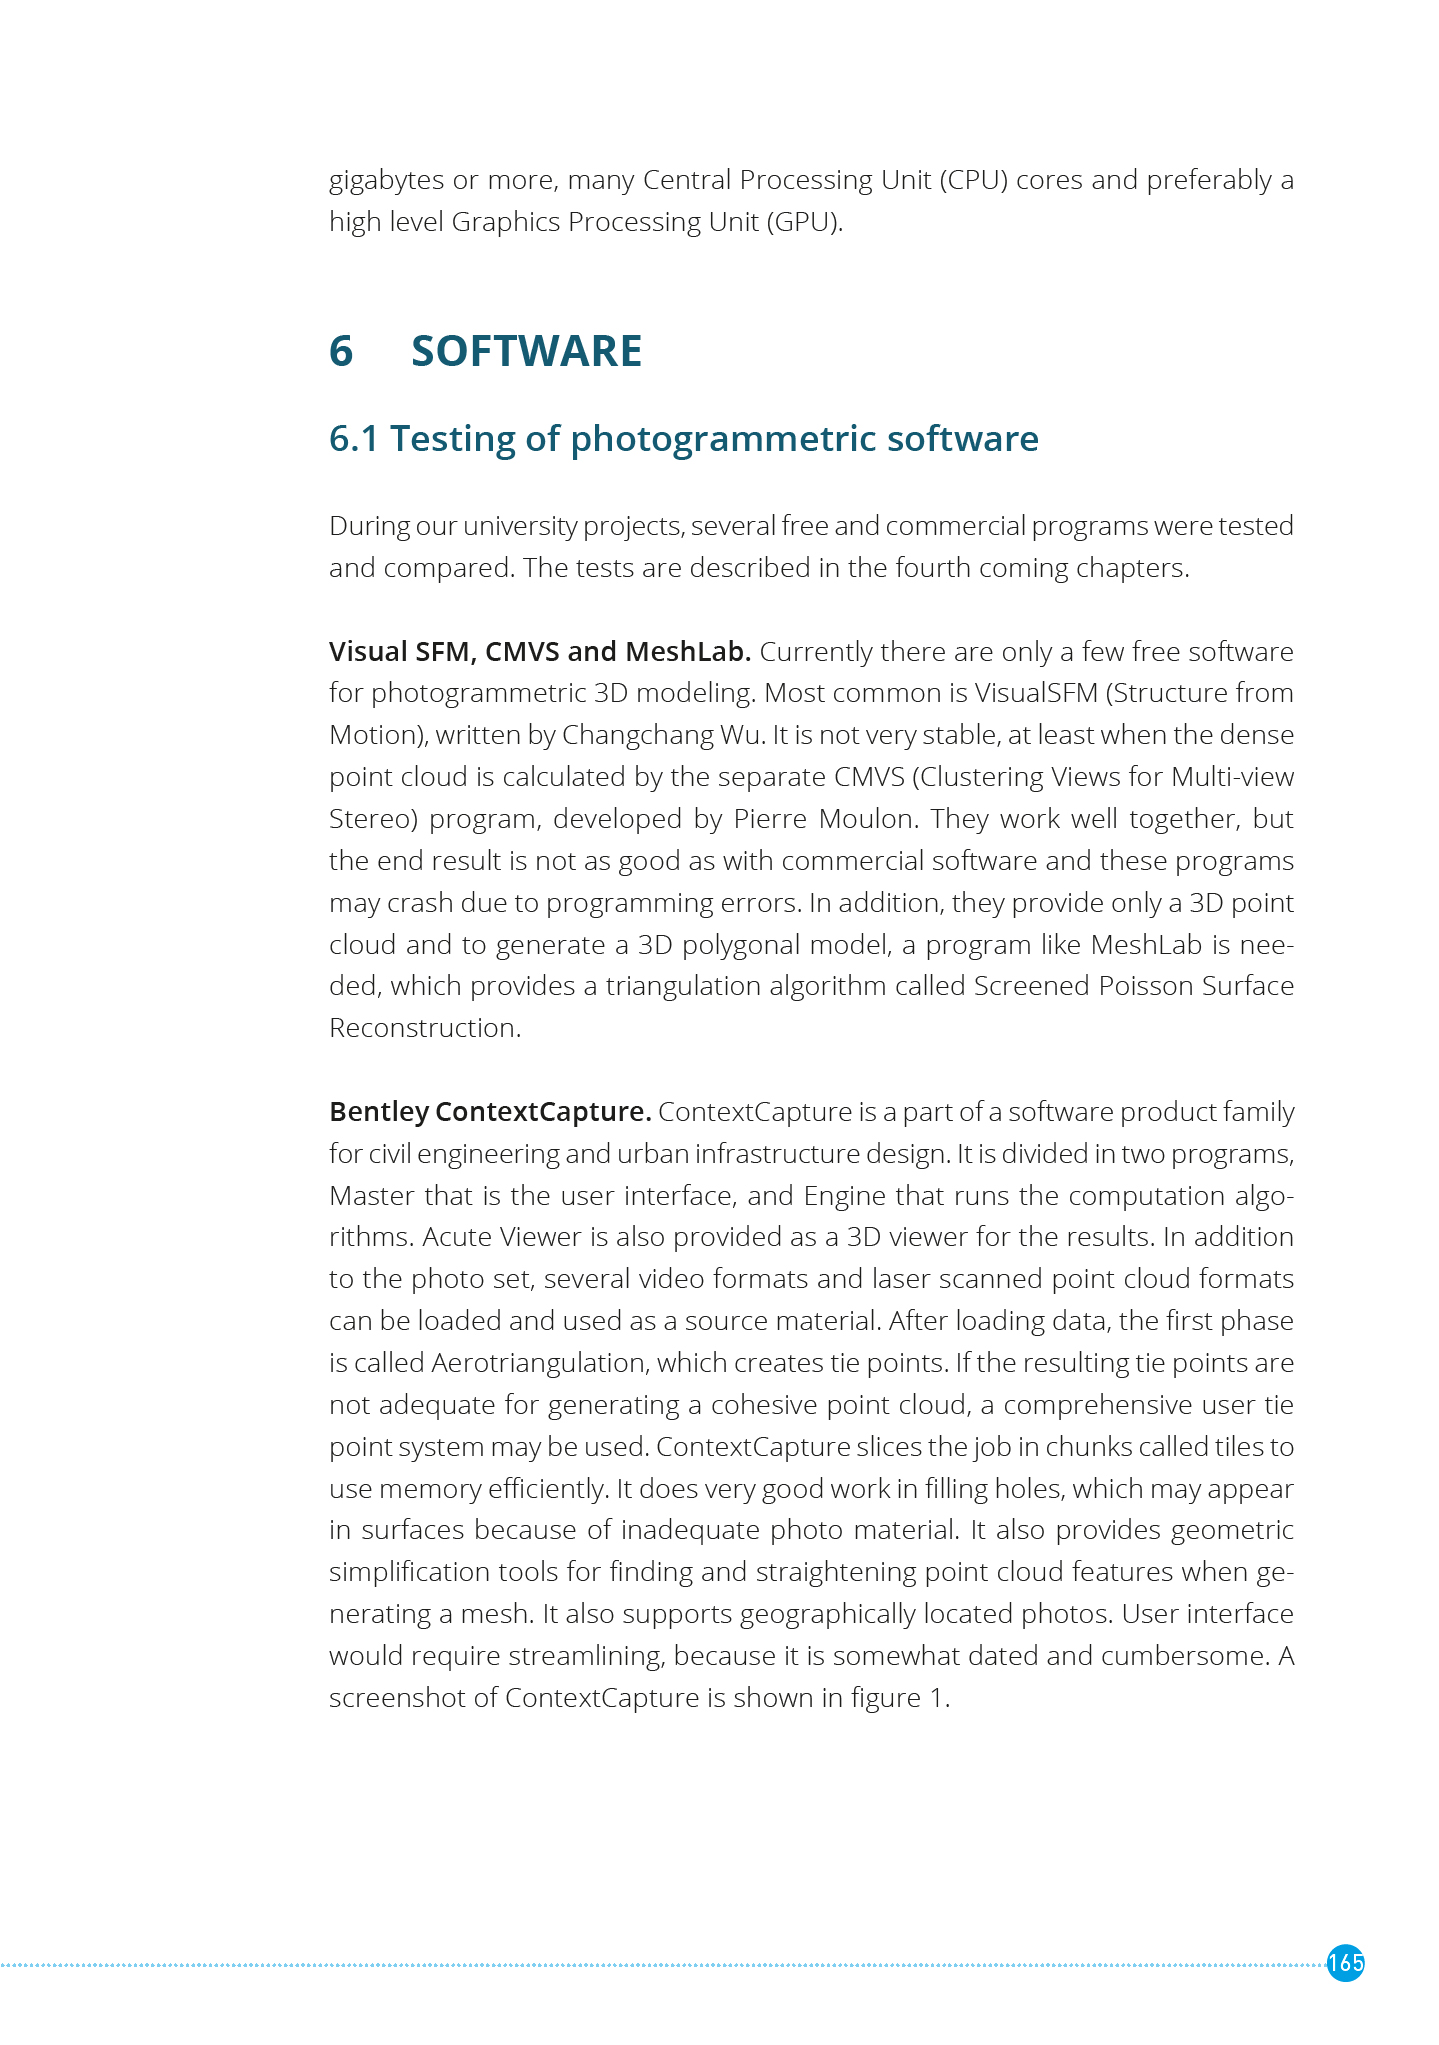 gigabytes or more, many Central Processing Unit (CPU) cores and preferably a
high level Graphics Processing Unit (GPU).
6 SOFTWARE
6.1 Testing of photogrammetric software
During our university projects, several free and commercial programs were tested
and compared. The tests are described in the fourth coming chapters.
Visual SFM, CMVS and MeshLab. Currently there are only a few free software
for photogrammetric 3D modeling. Most common is VisualSFM (Structure from
Motion), written by Changchang Wu. It is not very stable, at least when the dense
point cloud is calculated by the separate CMVS (Clustering Views for Multi-view
Stereo) program, developed by Pierre Moulon. They work well together, but
the end result is not as good as with commercial software and these programs
may crash due to programming errors. In addition, they provide only a 3D point
cloud and to generate a 3D polygonal model, a program like MeshLab is nee-
ded, which provides a triangulation algorithm called Screened Poisson Surface
Reconstruction.
Bentley ContextCapture. ContextCapture is a part of a software product family
for civil engineering and urban infrastructure design. It is divided in two programs,
Master that is the user interface, and Engine that runs the computation algo-
rithms. Acute Viewer is also provided as a 3D viewer for the results. In addition
to the photo set, several video formats and laser scanned point cloud formats
can be loaded and used as a source material. After loading data, the first phase
is called Aerotriangulation, which creates tie points. If the resulting tie points are
not adequate for generating a cohesive point cloud, a comprehensive user tie
point system may be used. ContextCapture slices the job in chunks called tiles to
use memory efficiently. It does very good work in filling holes, which may appear
in surfaces because of inadequate photo material. It also provides geometric
simplification tools for finding and straightening point cloud features when ge-
nerating a mesh. It also supports geographically located photos. User interface
would require streamlining, because it is somewhat dated and cumbersome. A
screenshot of ContextCapture is shown in figure 1.
165